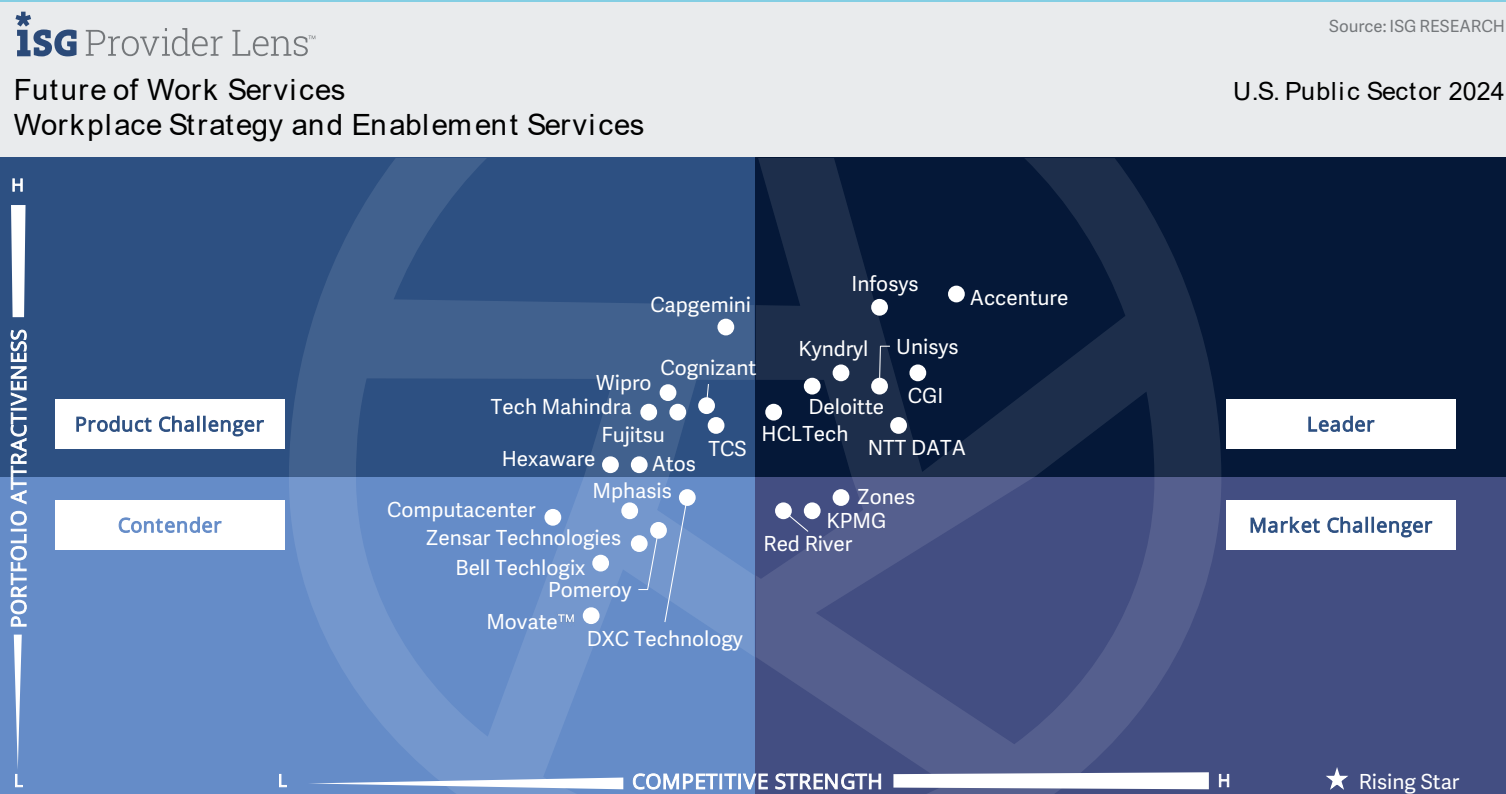 ISG Provider Lens™
Source: ISG RESEARCH
Future of Work Services
Workplace Strategy and Enablement Services
U.S. Public Sector 2024
H
PORTFOLIO ATTRACTIVENESS
L
Product Challenger
Leader
Contender
Market Challenger
Infosys
Accenture
Capgemini
Kyndryl
Unisys
Cognizant
Wipro
CGI
Tech Mahindra
Deloitte
Fujitsu
HCLTech
TCS
NTT DATA
Hexaware
Atos
Mphasis
Zones
Computacenter
KPMG
Zensar Technologies
Red River
Bell Techlogix
Pomeroy
Movate™
DXC Technology
L
COMPETITIVE STRENGTH
H
Rising Star